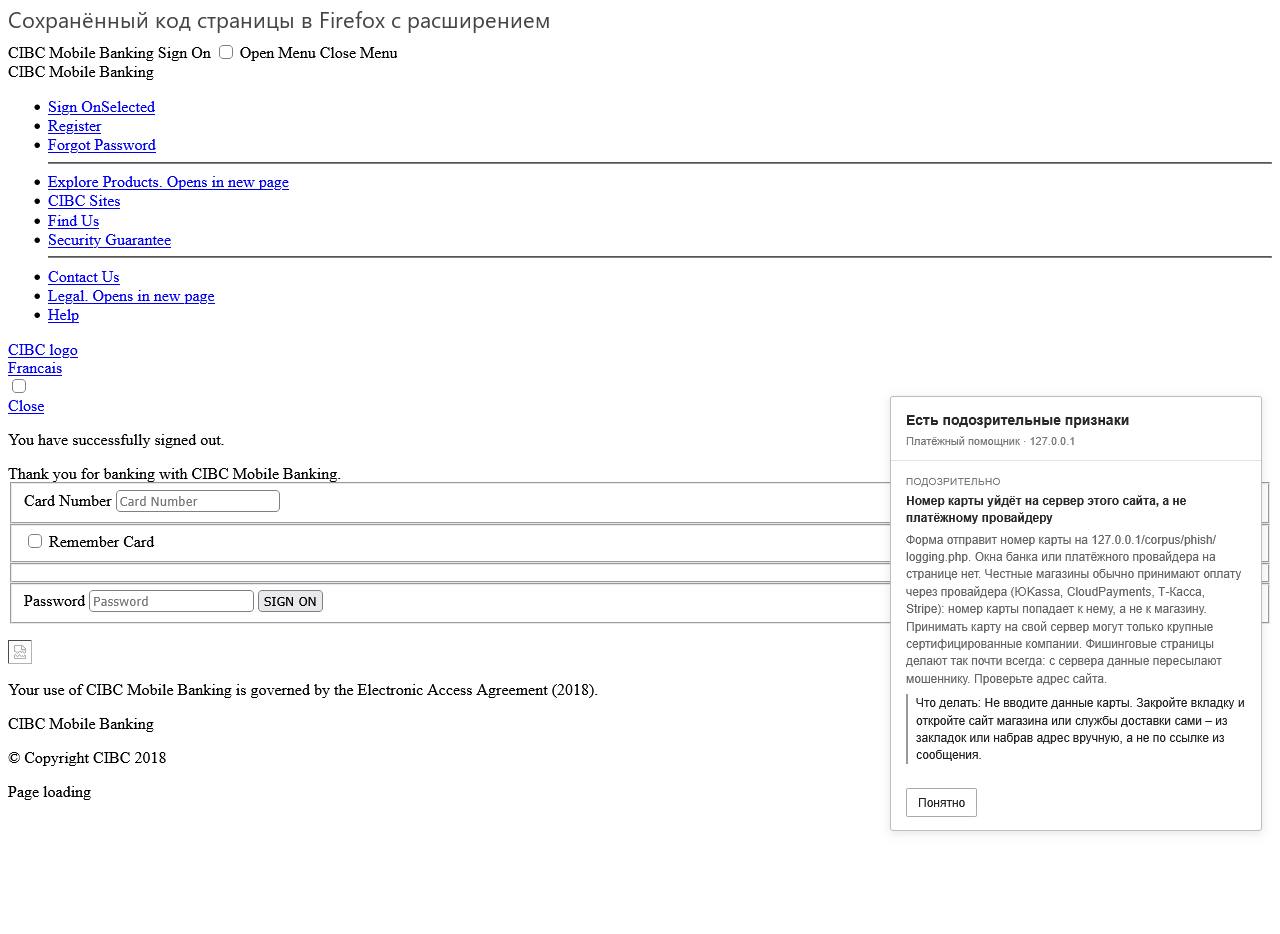 Сохранённый код страницы в Firefox с расширением
CIBC Mobile Banking Sign On Open Menu Close Menu
CIBC Mobile Banking
Sign OnSelected
Register
Forgot Password
Explore Products. Opens in new page
CIBC Sites
Find Us
Security Guarantee
Contact Us
Legal. Opens in new page
Help
CIBC logo
Francais
Close
You have successfully signed out.
Thank you for banking with CIBC Mobile Banking.
Card Number Card Number
Remember Card
Password Password SIGN ON
Your use of CIBC Mobile Banking is governed by the Electronic Access Agreement (2018).
CIBC Mobile Banking
© Copyright CIBC 2018
Page loading
Есть подозрительные признаки
Платёжный помощник · 127.0.0.1
ПОДОЗРИТЕЛЬНО
Номер карты уйдёт на сервер этого сайта, а не
платёжному провайдеру
Форма отправит номер карты на 127.0.0.1/corpus/phish/
logging.php. Окна банка или платёжного провайдера на
странице нет. Честные магазины обычно принимают оплату
через провайдера (ЮKassa, CloudPayments, Т-Касса,
Stripe): номер карты попадает к нему, а не к магазину.
Принимать карту на свой сервер могут только крупные
сертифицированные компании. Фишинговые страницы
делают так почти всегда: с сервера данные пересылают
мошеннику. Проверьте адрес сайта.
Что делать: Не вводите данные карты. Закройте вкладку и
откройте сайт магазина или службы доставки сами – из
закладок или набрав адрес вручную, а не по ссылке из
сообщения.
Понятно